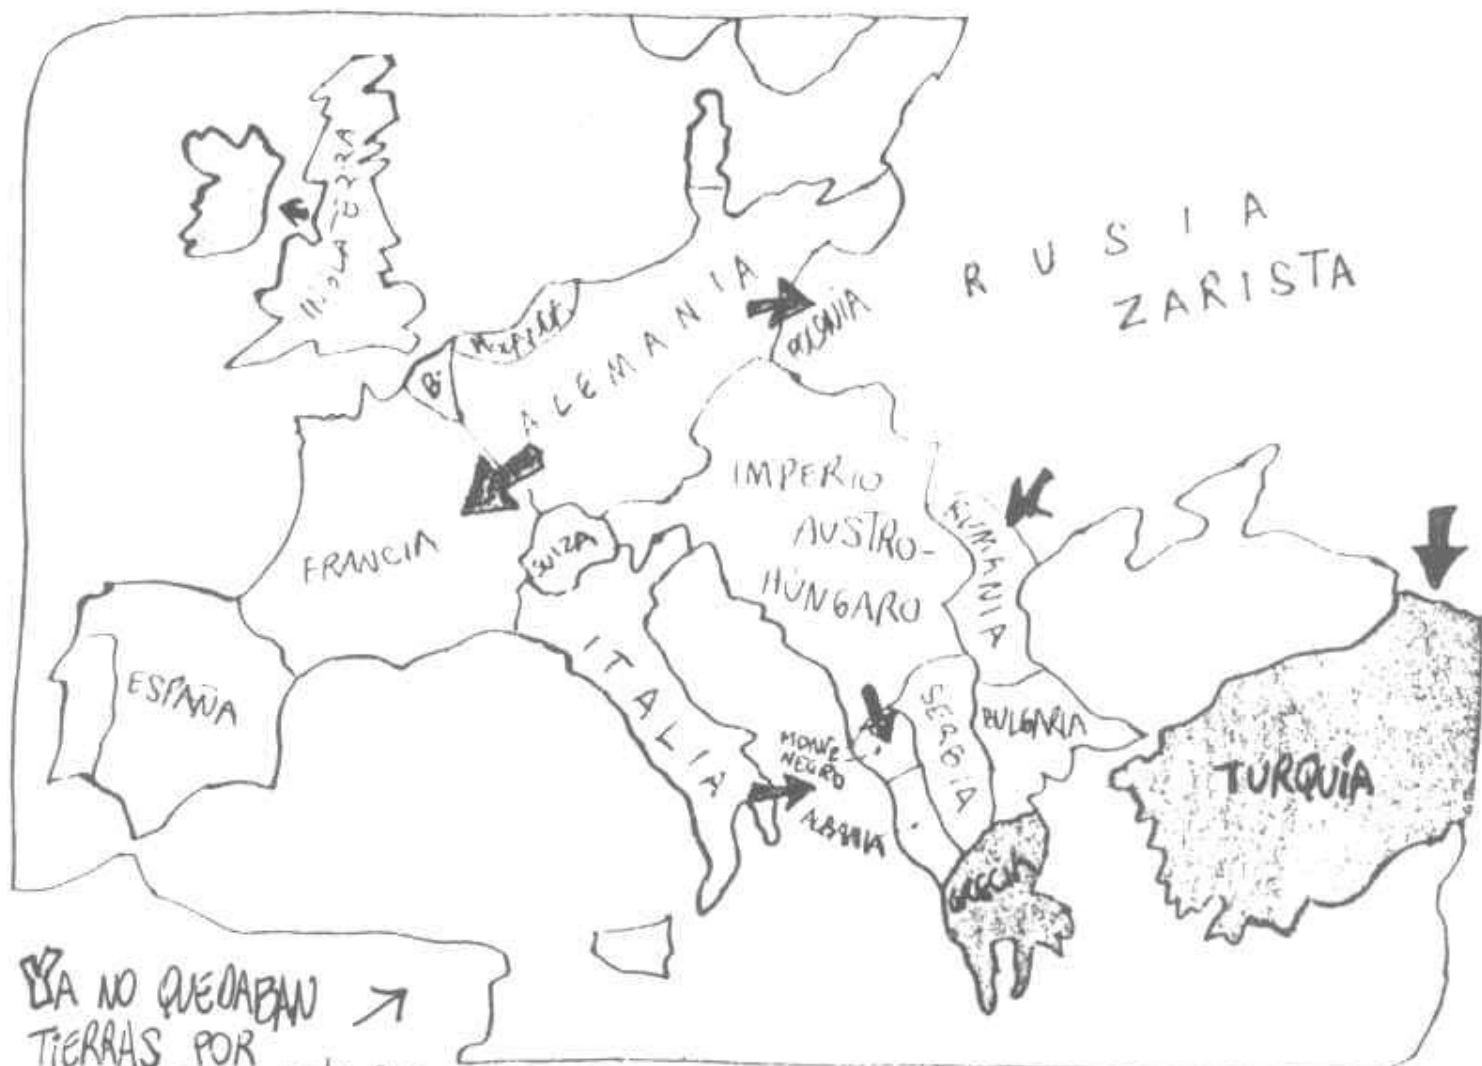 INGLATERRA
RUSIA
ZARISTA
ALEMANIA
POLONIA
B.
IMPERIO
AUSTRO-
HÚNGARO
RUMANIA
FRANCIA
SUIZA
ITALIA
ESPAÑA
SERBIA
BULGARIA
MONTE
NEGRO
ALBANIA
TURQUÍA
GRECIA
YA NO QUEDABAN
TIERRAS POR